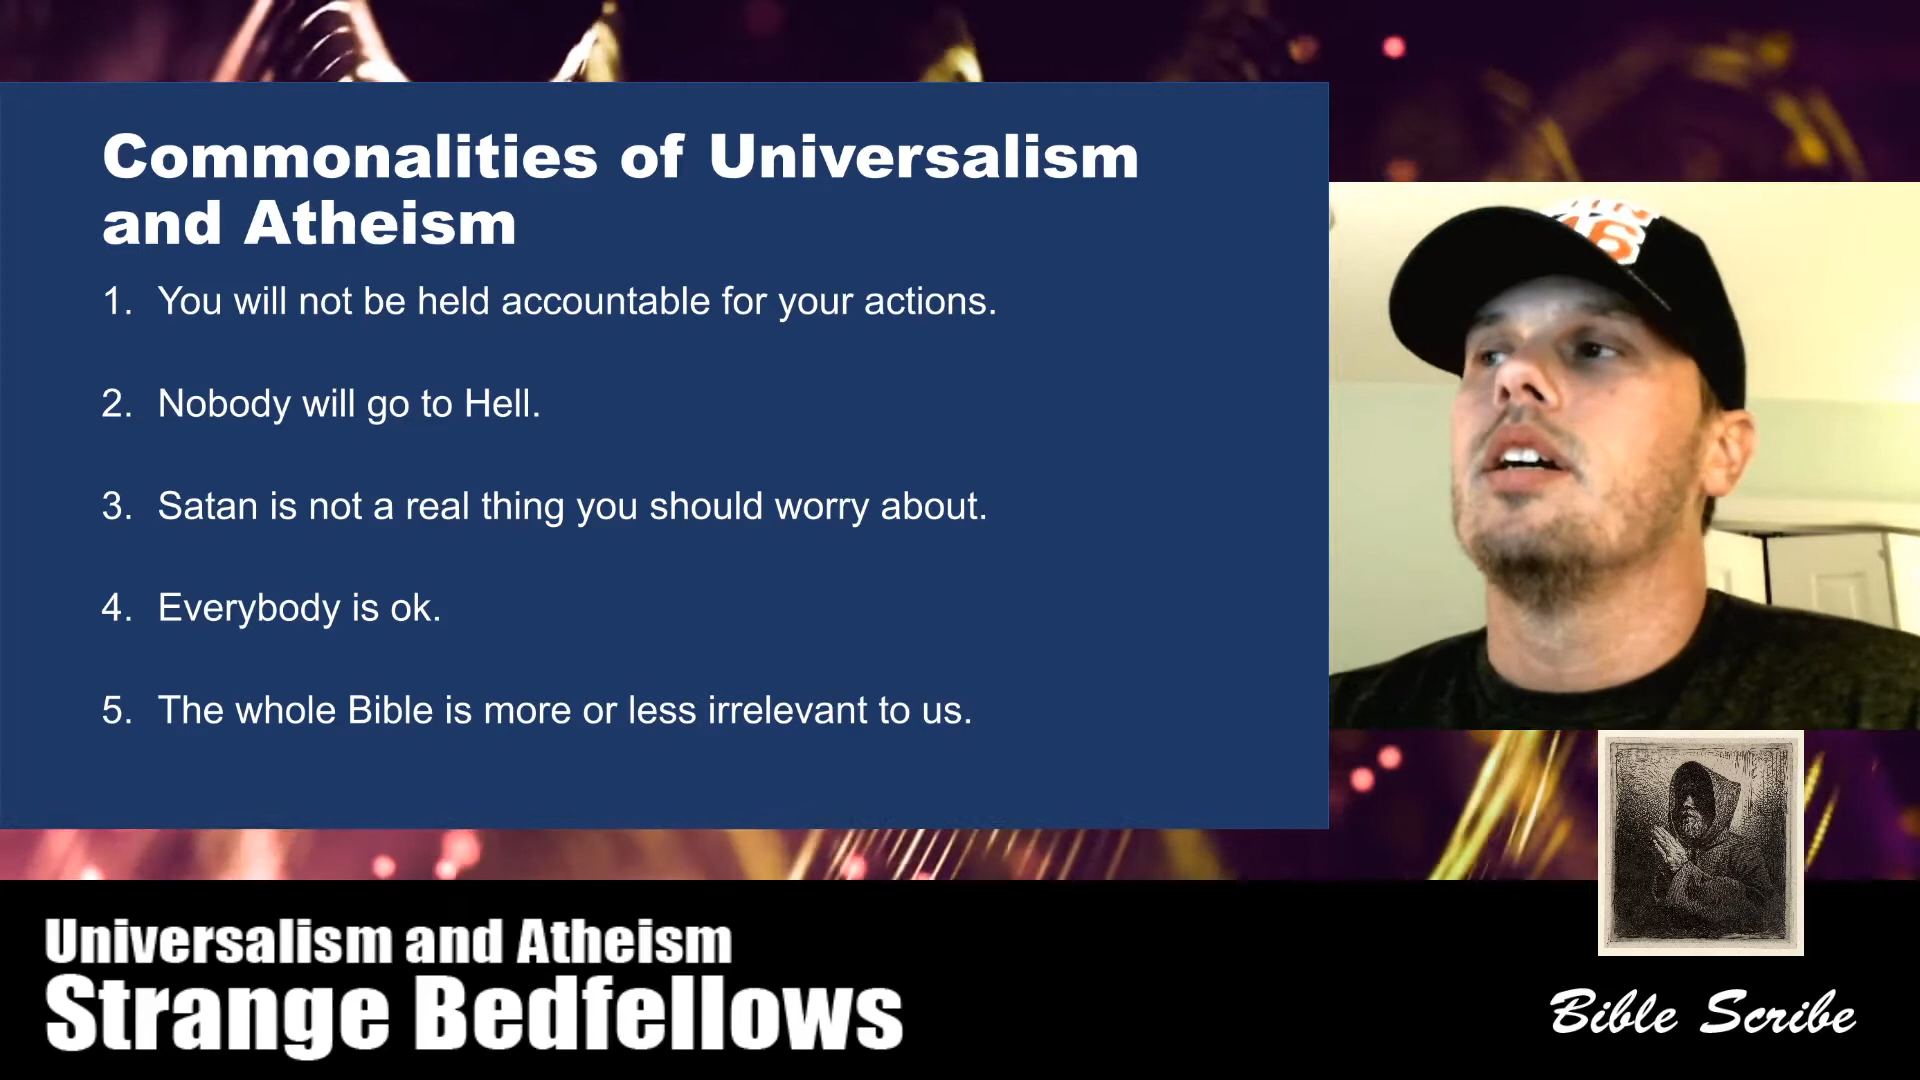 Commonalities of Universalism
and Atheism
1. You will not be held accountable for your actions.
2. Nobody will go to Hell.
3. Satan is not a real thing you should worry about.
4. Everybody is ok.
5. The whole Bible is more or less irrelevant to us.
16
Universalism and Atheism
Strange Bedfellows
Bible Scribe